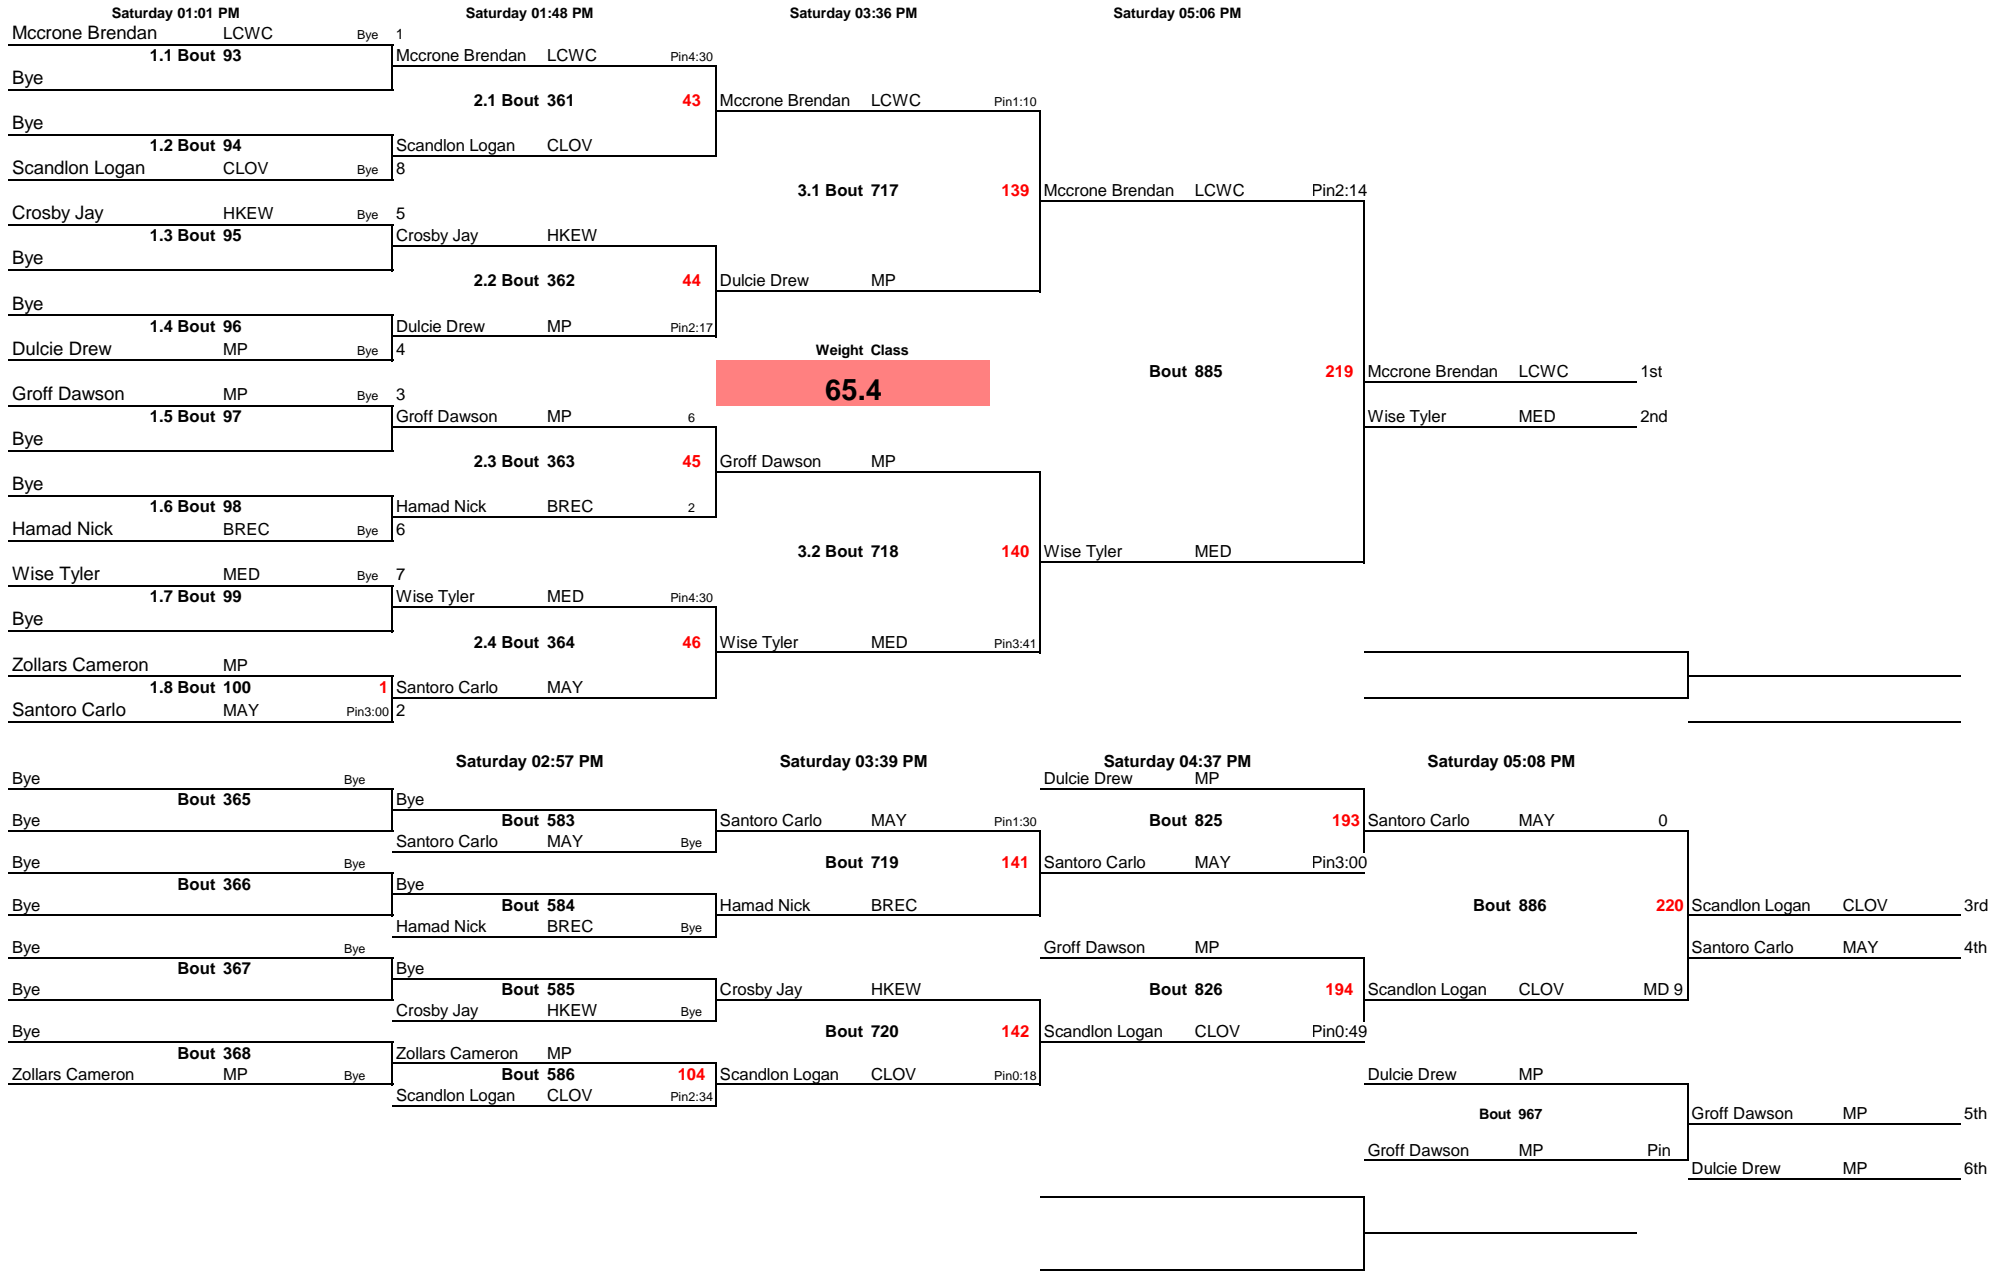 Saturday 01:01 PM Saturday 01:48 PM Saturday 03:36 PM Saturday 05:06 PM
Mccrone Brendan LCWC Bye 1
1.1 Bout 93 Mccrone Brendan LCWC Pin4:30
Bye
2.1 Bout 361 43 Mccrone Brendan LCWC Pin1:10
Bye
1.2 Bout 94 Scandlon Logan CLOV
Scandlon Logan CLOV Bye 8
3.1 Bout 717 139 Mccrone Brendan LCWC Pin2:14
Crosby Jay HKEW Bye 5
1.3 Bout 95 Crosby Jay HKEW
Bye
2.2 Bout 362 44 Dulcie Drew MP
Bye
1.4 Bout 96 Dulcie Drew MP Pin2:17
Dulcie Drew MP Bye 4 Weight Class
Bout 885 219 Mccrone Brendan LCWC 1st
Groff Dawson MP Bye 3 65.4
1.5 Bout 97 Groff Dawson MP 6 Wise Tyler MED 2nd
Bye
2.3 Bout 363 45 Groff Dawson MP
Bye
1.6 Bout 98 Hamad Nick BREC 2
Hamad Nick BREC Bye 6
3.2 Bout 718 140 Wise Tyler MED
Wise Tyler MED Bye 7
1.7 Bout 99 Wise Tyler MED Pin4:30
Bye
2.4 Bout 364 46 Wise Tyler MED Pin3:41
Zollars Cameron MP
1.8 Bout 100 1 Santoro Carlo MAY
Santoro Carlo MAY Pin3:00 2
Saturday 02:57 PM Saturday 03:39 PM Saturday 04:37 PM Saturday 05:08 PM
Bye Bye Dulcie Drew MP
Bout 365 Bye
Bye Bout 583 Santoro Carlo MAY Pin1:30 Bout 825 193 Santoro Carlo MAY 0
Santoro Carlo MAY Bye
Bye Bye Bout 719 141 Santoro Carlo MAY Pin3:00
Bout 366 Bye
Bye Bout 584 Hamad Nick BREC Bout 886 220 Scandlon Logan CLOV 3rd
Hamad Nick BREC Bye
Bye Bye Groff Dawson MP Santoro Carlo MAY 4th
Bout 367 Bye
Bye Bout 585 Crosby Jay HKEW Bout 826 194 Scandlon Logan CLOV MD 9
Crosby Jay HKEW Bye
Bye Bout 720 142 Scandlon Logan CLOV Pin0:49
Bout 368 Zollars Cameron MP
Zollars Cameron MP Bye Bout 586 104 Scandlon Logan CLOV Pin0:18 Dulcie Drew MP
Scandlon Logan CLOV Pin2:34
Bout 967 Groff Dawson MP 5th
Groff Dawson MP Pin
Dulcie Drew MP 6th